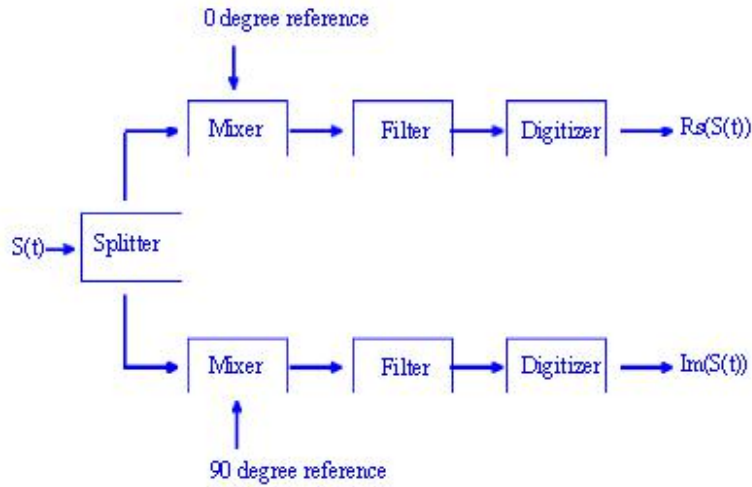 0 degree reference
Mixer
Filter
Digitizer
Rs(S(t))
S(t)
Splitter
Mixer
Filter
Digitizer
Im(S(t))
90 degree reference